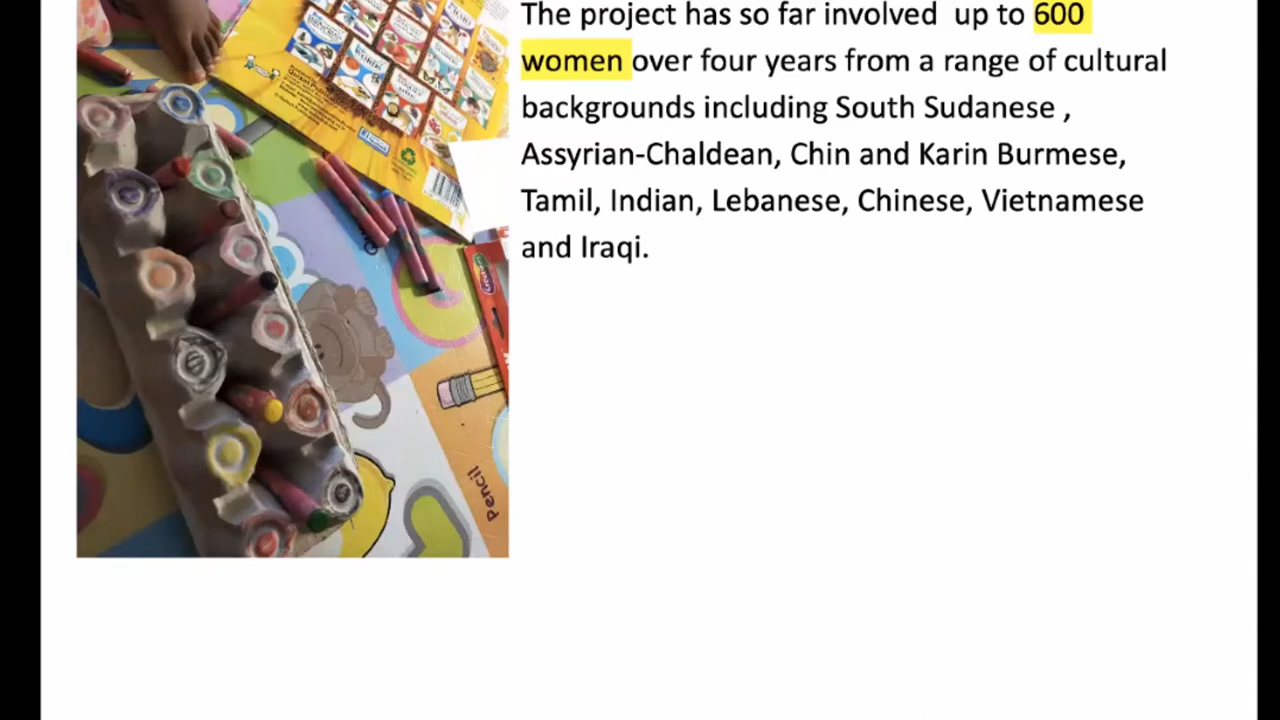 The project has so far involved up to 600
women over four years from a range of cultural
backgrounds including South Sudanese ,
Assyrian-Chaldean, Chin and Karin Burmese,
Tamil, Indian, Lebanese, Chinese, Vietnamese
and Iraqi.
Pencil